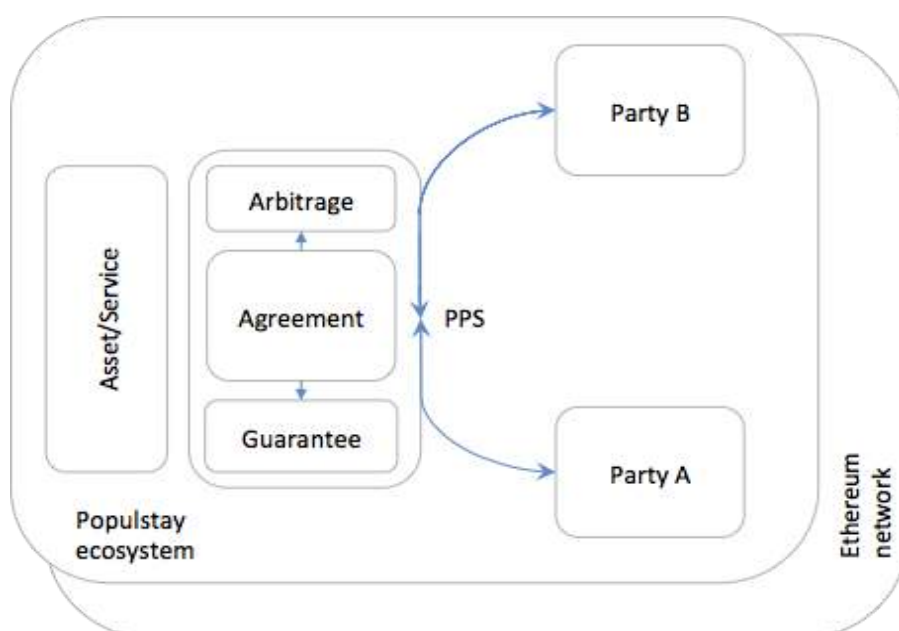 Party B
Arbitrage
Asset/Service
Agreement
PPS
Guarantee
Party A
Populstay
ecosystem
Ethereum
network